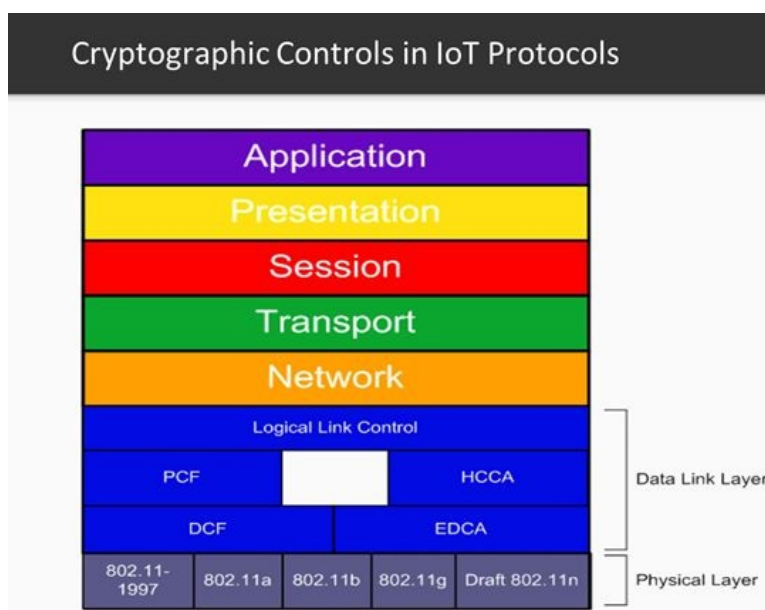 Cryptographic Controls in IoT Protocols
Application
Presentation
Session
Transport
Network
Logical Link Control
PCF
HCCA
Data Link Layer
DCF
EDCA
802.11-
1997
802.11a
802.11b
802.11g
Draft 802.11n
Physical Layer